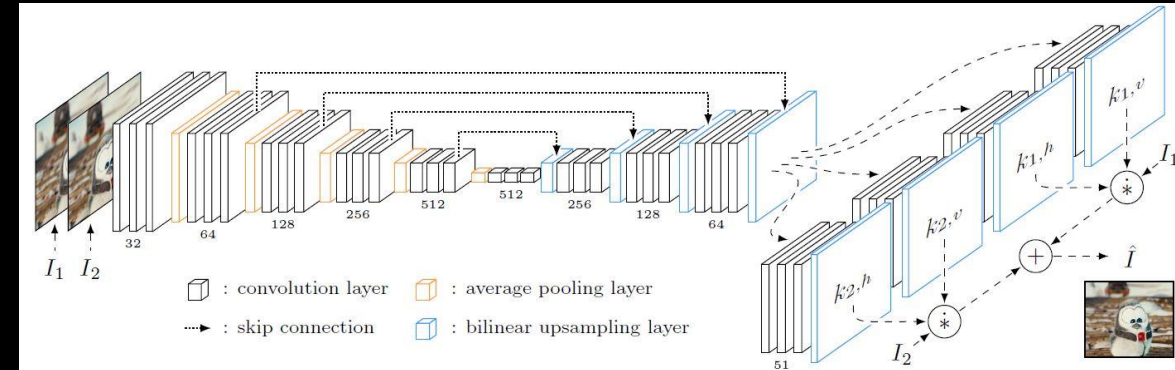 32
64
128
256
512
512
256
128
64
51
I₁
I₂
k₁,ᵥ
k₁,ₕ
k₂,ᵥ
k₂,ₕ
*
I₁
+
Î
*
I₂
: convolution layer
: average pooling layer
: skip connection
: bilinear upsampling layer